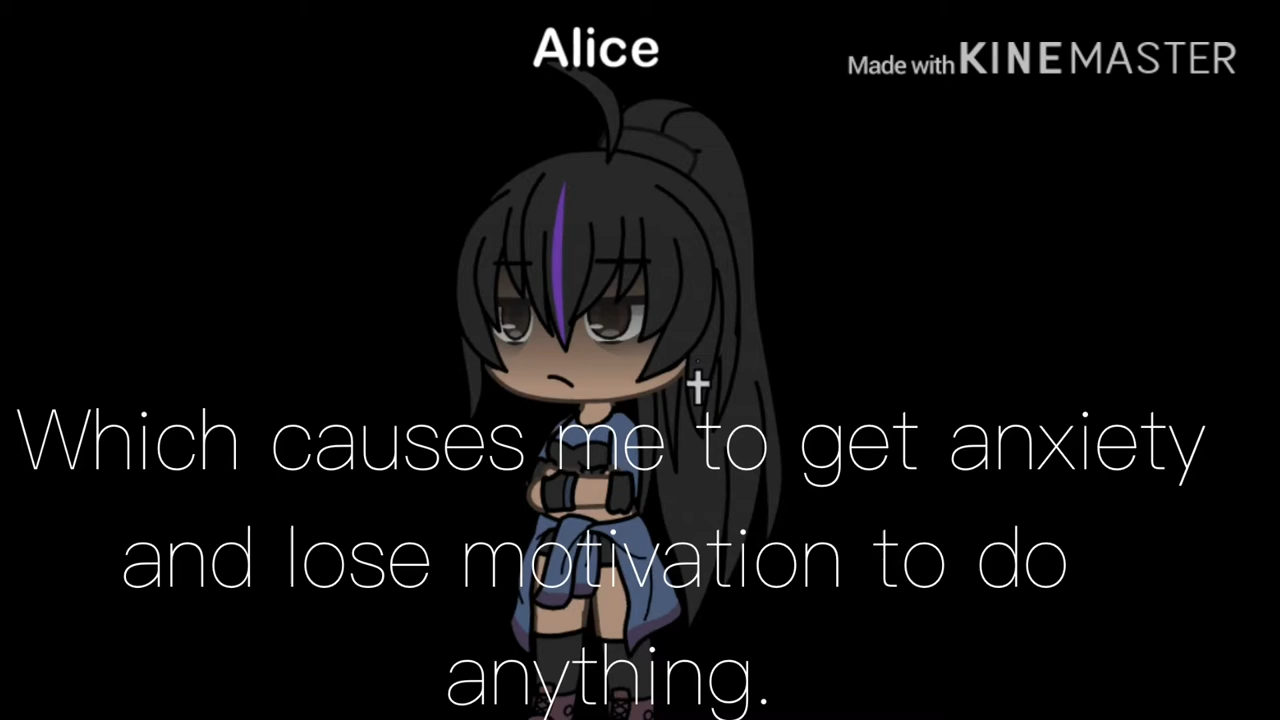 Alice
Made with KINEMASTER
Which causes me to get anxiety
and lose motivation to do
anything.